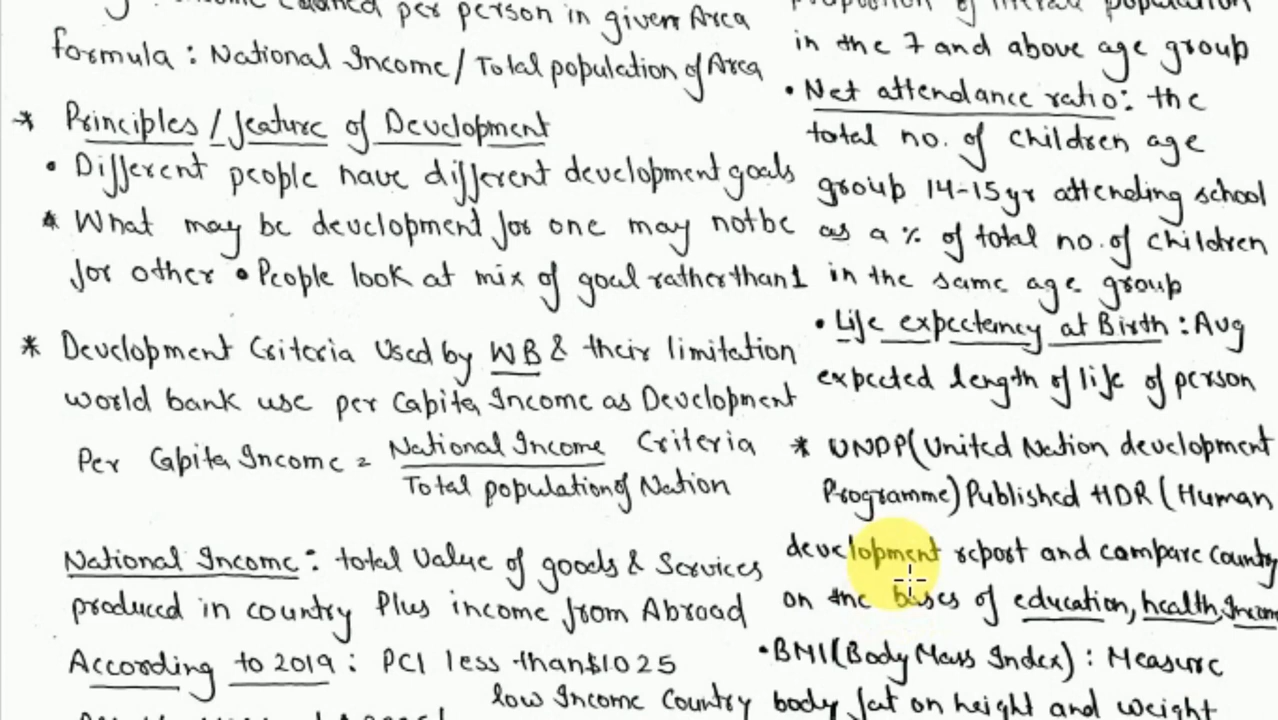 per person in given Area
formula : National Income / Total population of Area
* Principles / feature of Development
• Different people have different development goals
* What may be development for one may not be
for other • People look at mix of goal rather than 1
* Development Criteria Used by WB & their limitation
world bank use per Capita Income as Development
Criteria
Per Capita Income = National Income
Total population of Nation
National Income : total value of goods & Services
produced in country Plus income from Abroad
According to 2019 : PCI less than $1025
low Income Country
population
in the 7 and above age group
• Net attendance ratio : the
total no. of children age
group 14-15 yr attending school
as a % of total no. of children
in the same age group
• Life expectency at Birth : Avg
expected length of life of person
* UNDP (United Nation development
Programme) Published HDR (Human
development report and compare country
on the bases of education, health, Incom
• BMI (Body Mass Index) : Measure
body fat on height and weight